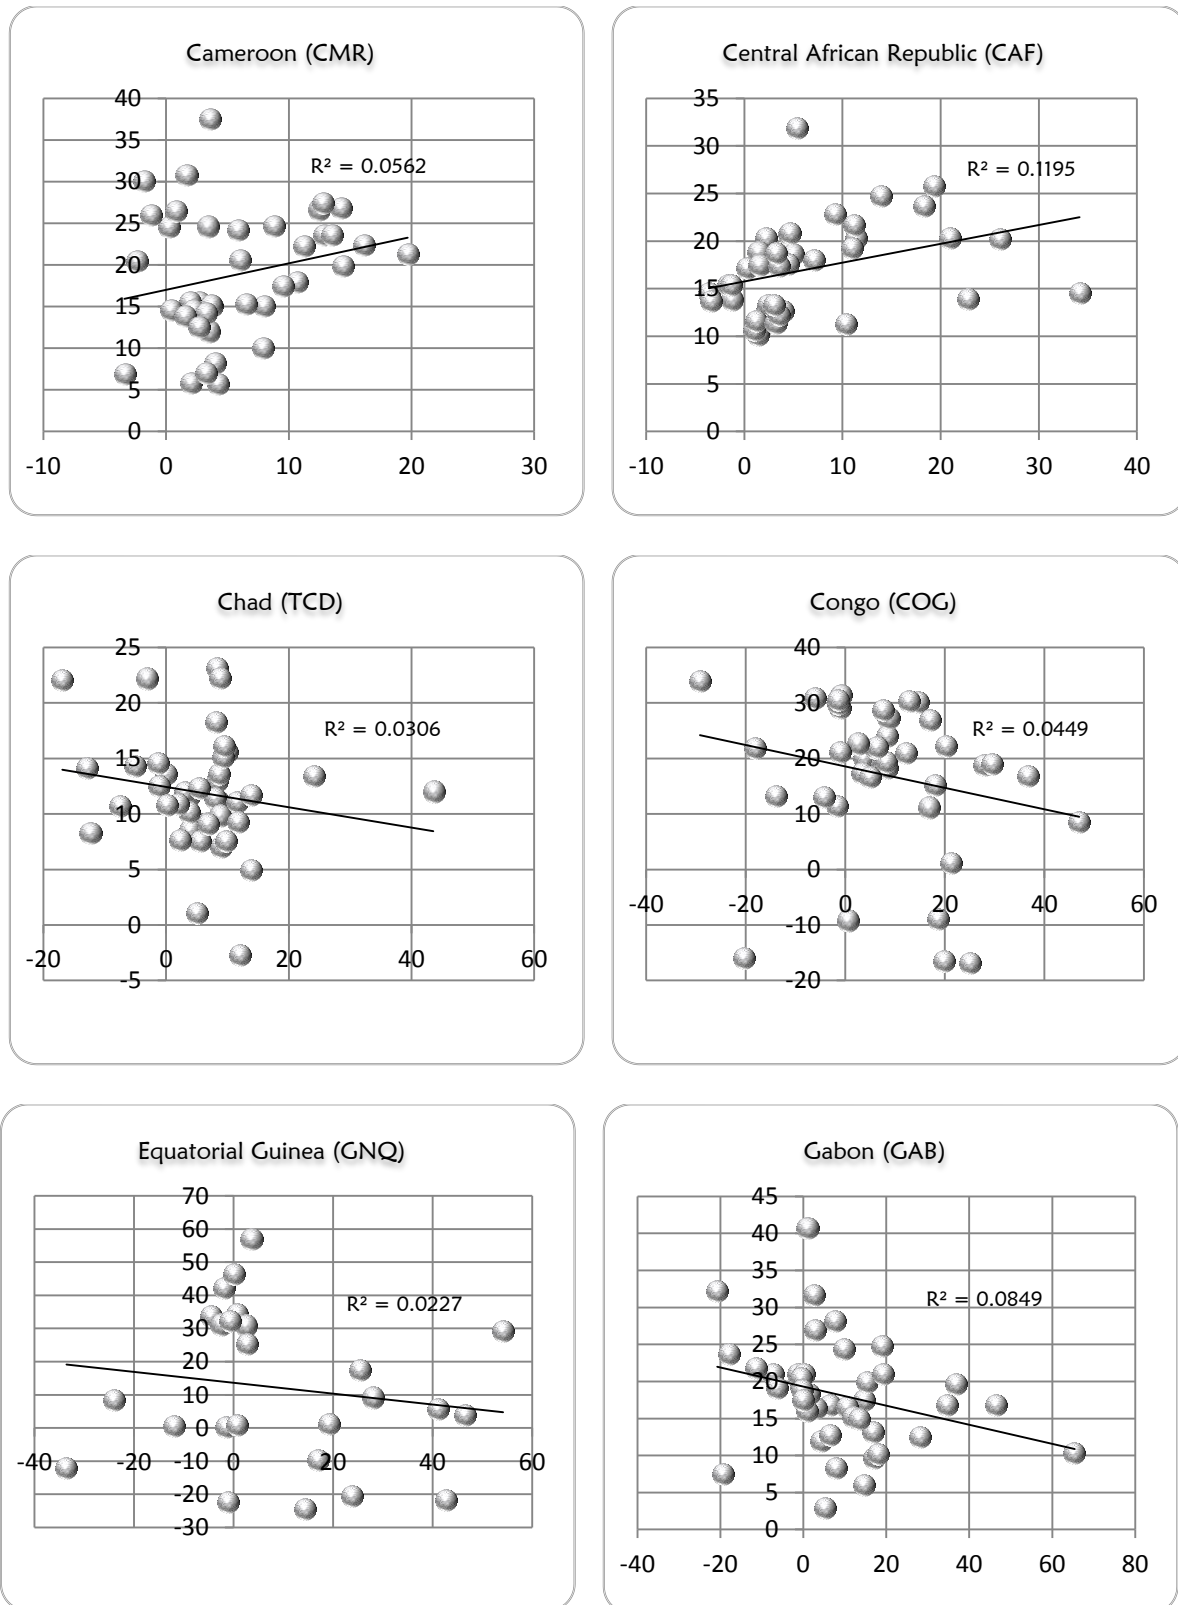 Cameroon (CMR)
40
35
30
25
20
15
10
5
0
-10 0 10 20 30
R² = 0.0562
Central African Republic (CAF)
35
30
25
20
15
10
5
0
-10 0 10 20 30 40
R² = 0.1195
Chad (TCD)
25
20
15
10
5
0
-5
-20 0 20 40 60
R² = 0.0306
Congo (COG)
40
30
20
10
0
-10
-20
-40 -20 0 20 40 60
R² = 0.0449
Equatorial Guinea (GNQ)
70
60
50
40
30
20
10
0
-10
-20
-30
-40 -20 0 20 40 60
R² = 0.0227
Gabon (GAB)
45
40
35
30
25
20
15
10
5
0
-40 -20 0 20 40 60 80
R² = 0.0849